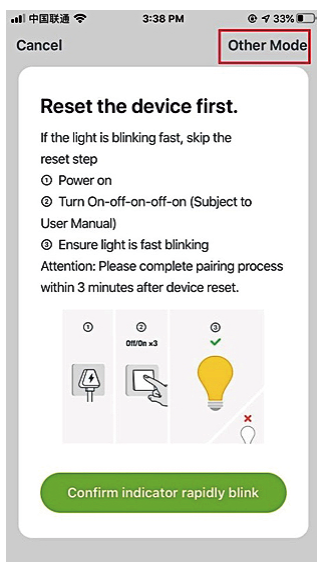 中国联通 3:38 PM 33%
Cancel Other Mode
Reset the device first.
If the light is blinking fast, skip the
reset step
① Power on
② Turn On-off-on-off-on (Subject to
User Manual)
③ Ensure light is fast blinking
Attention: Please complete pairing process
within 3 minutes after device reset.
① ② ③
Off/On x3
Confirm indicator rapidly blink